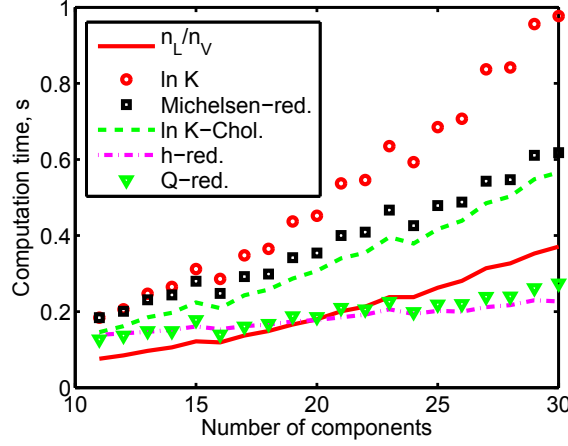 1
0.8
0.6
0.4
0.2
0
Computation time, s
n_L/n_V
ln K
Michelsen−red.
ln K−Chol.
h−red.
Q−red.
10 15 20 25 30
Number of components